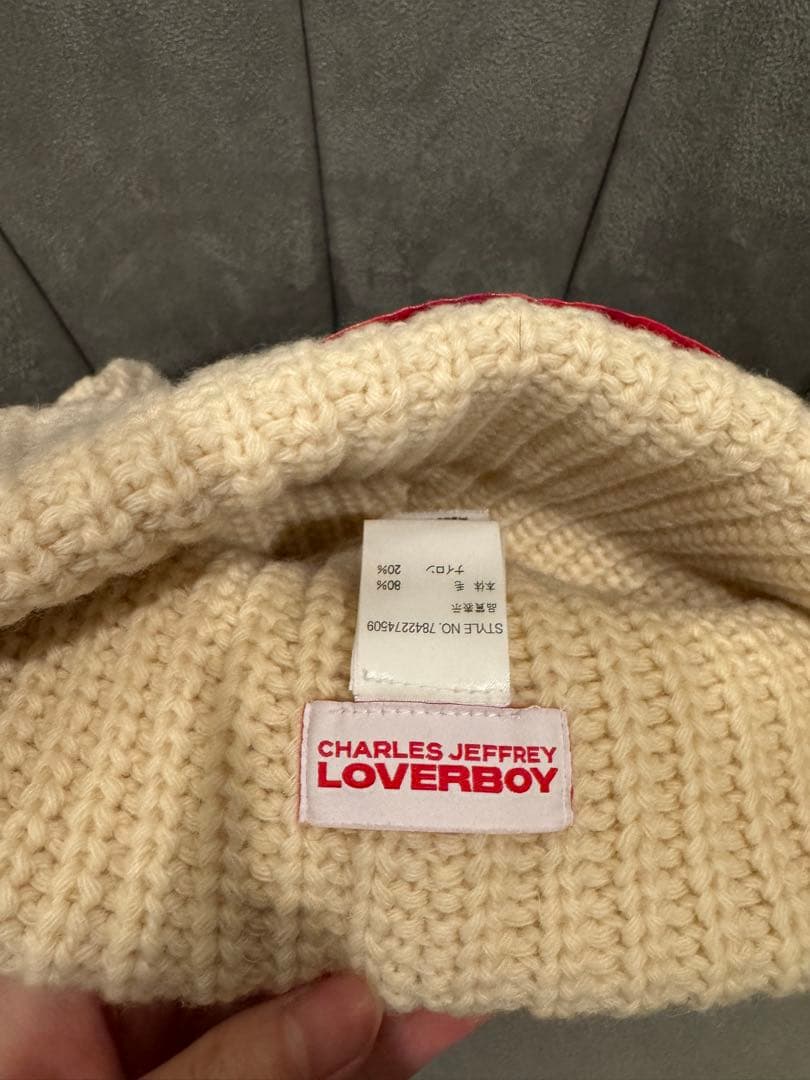 STYLE NO. 7842274509
品質表示
本体 毛 80%
ナイロン 20%
CHARLES JEFFREY
LOVERBOY